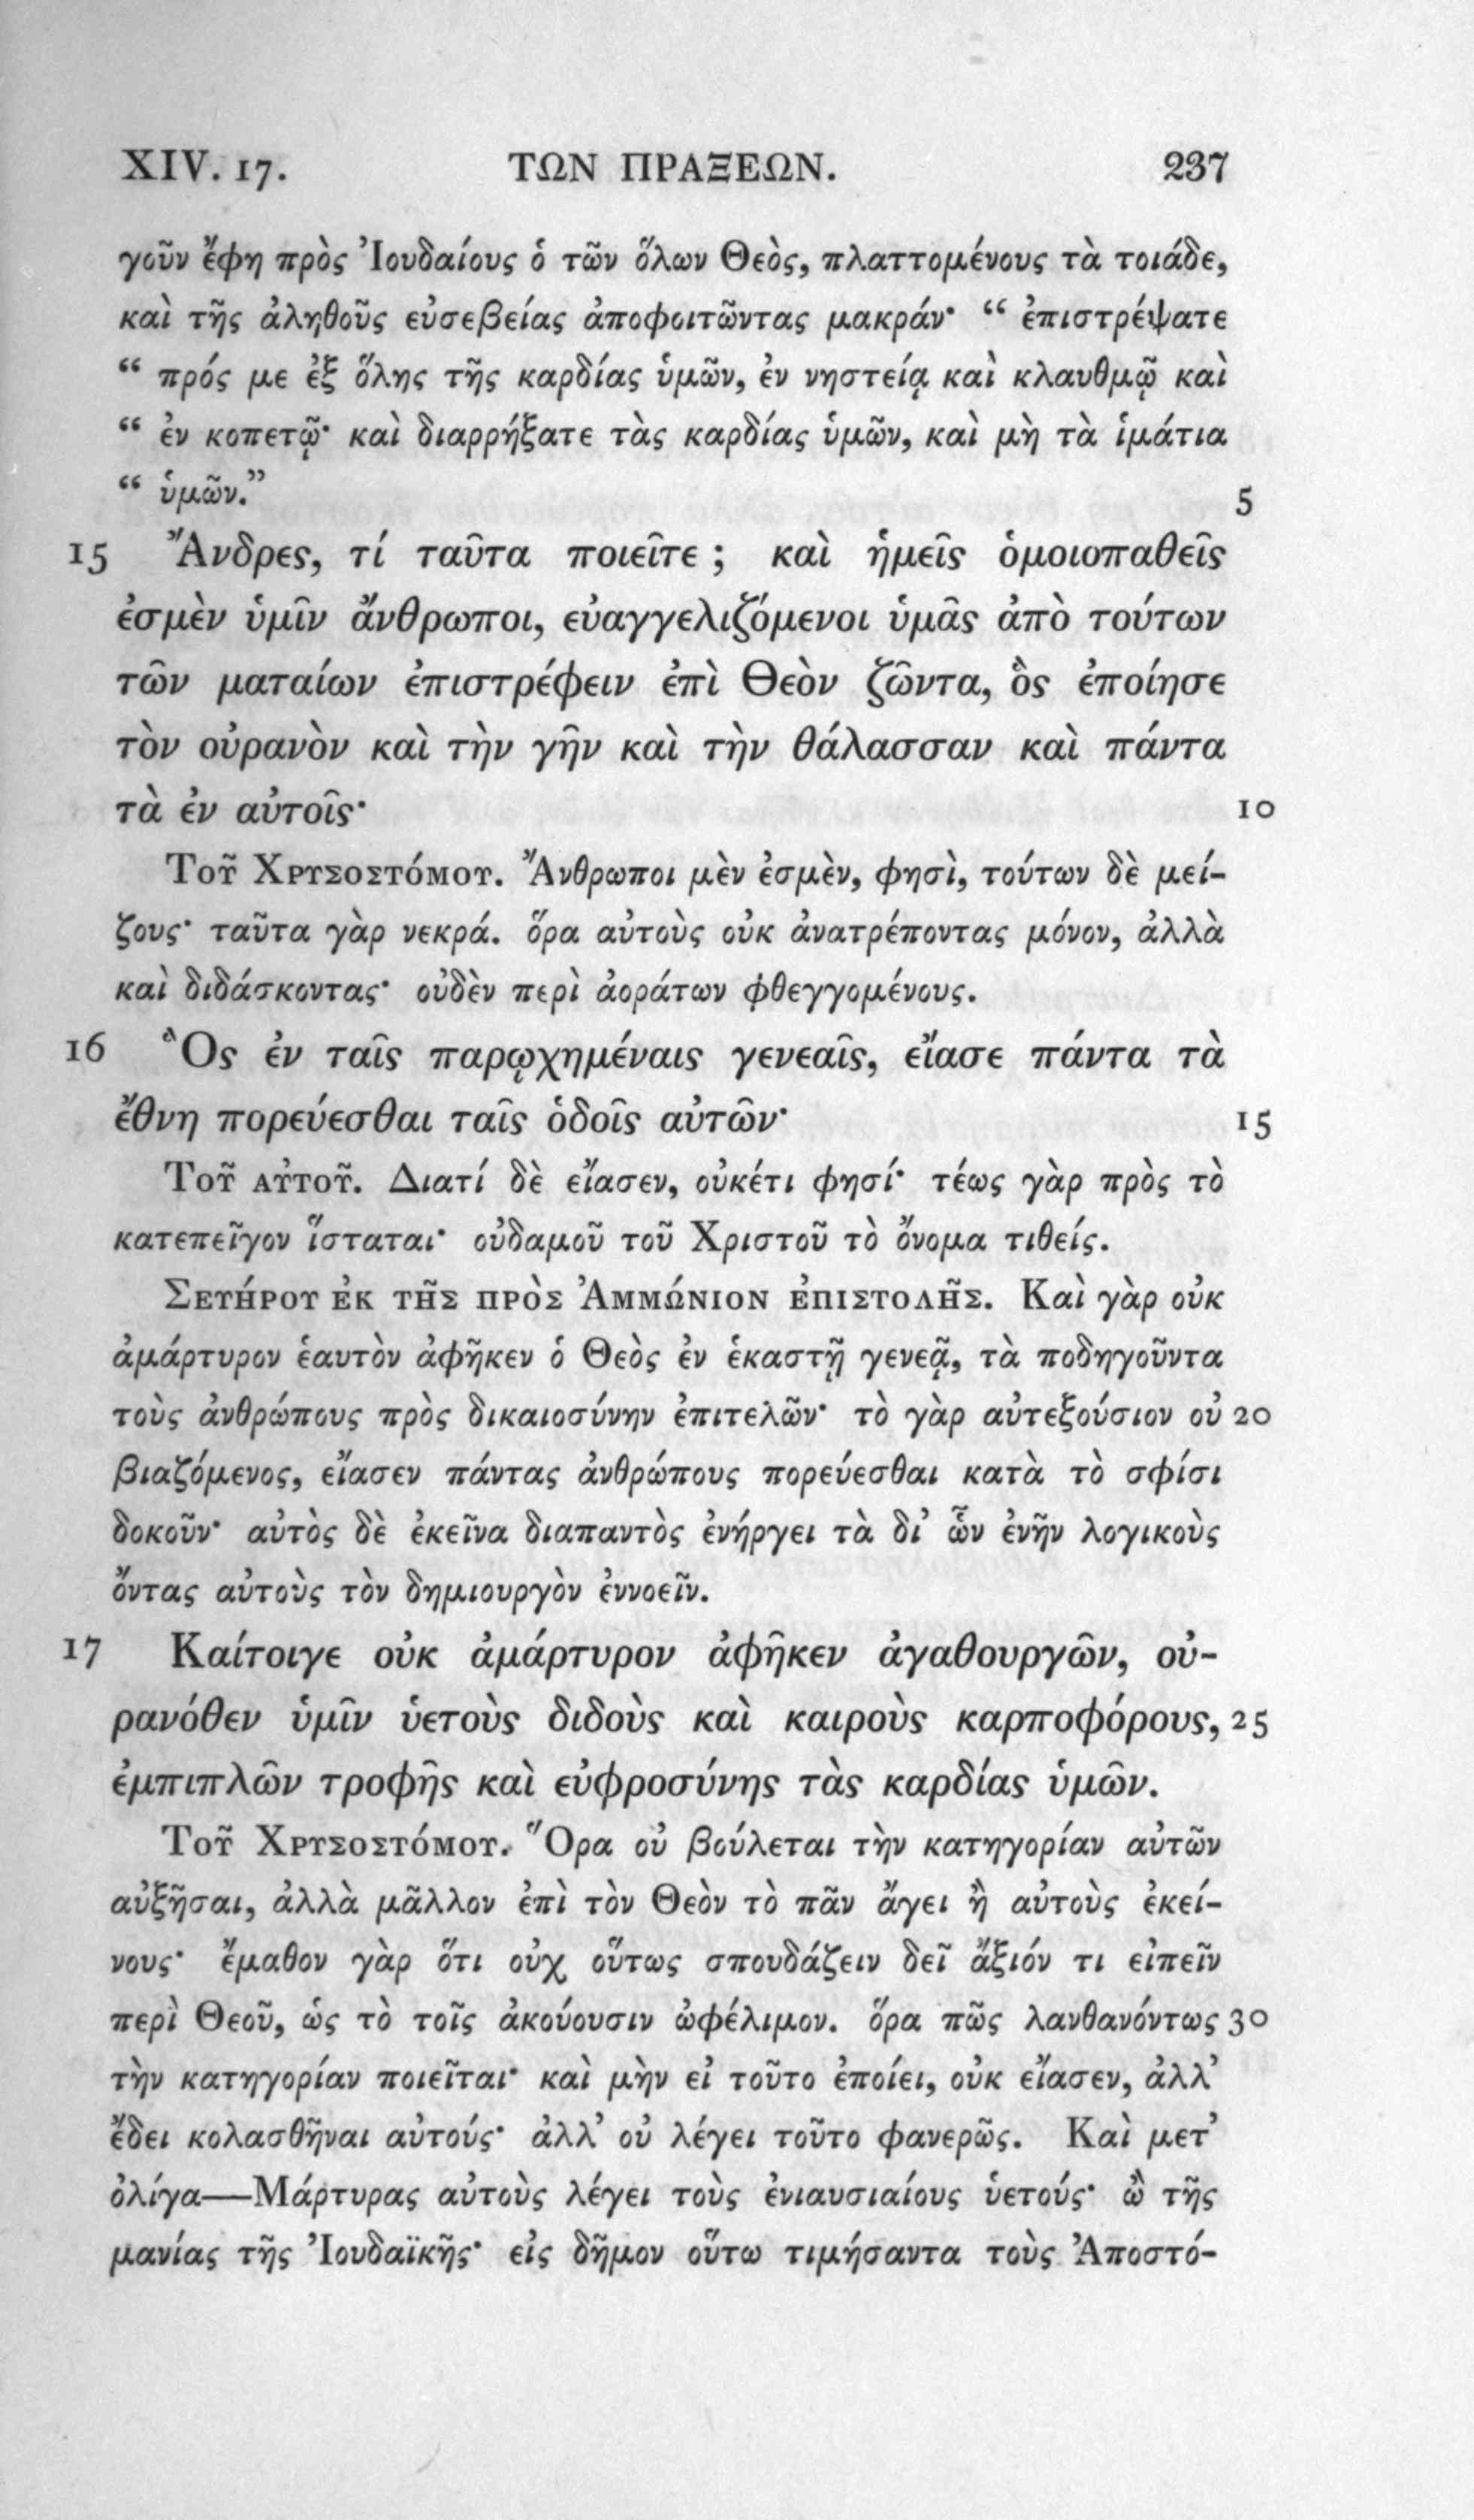 XIV. 17. ΤΩΝ ΠΡΑΞΕΩΝ. 237
γοῦν ἔφη πρὸς Ἰουδαίους ὁ τῶν ὅλων Θεὸς, πλαττομένους τὰ τοιάδε,
καὶ τῆς ἀληθοῦς εὐσεβείας ἀποφοιτῶντας μακράν· “ ἐπιστρέψατε
“ πρός με ἐξ ὅλης τῆς καρδίας ὑμῶν, ἐν νηστείᾳ καὶ κλαυθμῷ καὶ
“ ἐν κοπετῷ· καὶ διαρρήξατε τὰς καρδίας ὑμῶν, καὶ μὴ τὰ ἱμάτια
“ ὑμῶν.” 5
15 Ἄνδρες, τί ταῦτα ποιεῖτε ; καὶ ἡμεῖς ὁμοιοπαθεῖς
ἐσμὲν ὑμῖν ἄνθρωποι, εὐαγγελιζόμενοι ὑμᾶς ἀπὸ τούτων
τῶν ματαίων ἐπιστρέφειν ἐπὶ Θεὸν ζῶντα, ὃς ἐποίησε
τὸν οὐρανὸν καὶ τὴν γῆν καὶ τὴν θάλασσαν καὶ πάντα
τὰ ἐν αὐτοῖς· 10
Τοῦ Χρυσοστόμου. Ἄνθρωποι μὲν ἐσμὲν, φησὶ, τούτων δὲ μεί-
ζους· ταῦτα γὰρ νεκρά. ὅρα αὐτοὺς οὐκ ἀνατρέποντας μόνον, ἀλλὰ
καὶ διδάσκοντας· οὐδὲν περὶ ἀοράτων φθεγγομένους.
16 Ὃς ἐν ταῖς παρῳχημέναις γενεαῖς, εἴασε πάντα τὰ
ἔθνη πορεύεσθαι ταῖς ὁδοῖς αὐτῶν· 15
Τοῦ αὐτοῦ. Διατί δὲ εἴασεν, οὐκέτι φησί· τέως γὰρ πρὸς τὸ
κατεπεῖγον ἵσταται· οὐδαμοῦ τοῦ Χριστοῦ τὸ ὄνομα τιθείς.
Σευήρου ἐκ τῆς πρὸς Ἀμμώνιον ἐπιστολῆς. Καὶ γὰρ οὐκ
ἀμάρτυρον ἑαυτὸν ἀφῆκεν ὁ Θεὸς ἐν ἑκαστῇ γενεᾷ, τὰ ποδηγοῦντα
τοὺς ἀνθρώπους πρὸς δικαιοσύνην ἐπιτελῶν· τὸ γὰρ αὐτεξούσιον οὐ 20
βιαζόμενος, εἴασεν πάντας ἀνθρώπους πορεύεσθαι κατὰ τὸ σφίσι
δοκοῦν· αὐτὸς δὲ ἐκεῖνα διαπαντὸς ἐνήργει τὰ δι’ ὧν ἐνῆν λογικοὺς
ὄντας αὐτοὺς τὸν δημιουργὸν ἐννοεῖν.
17 Καίτοιγε οὐκ ἀμάρτυρον ἀφῆκεν ἀγαθουργῶν, οὐ-
ρανόθεν ὑμῖν ὑετοὺς διδοὺς καὶ καιροὺς καρποφόρους, 25
ἐμπιπλῶν τροφῆς καὶ εὐφροσύνης τὰς καρδίας ὑμῶν.
Τοῦ Χρυσοστόμου. Ὅρα οὐ βούλεται τὴν κατηγορίαν αὐτῶν
αὐξῆσαι, ἀλλὰ μᾶλλον ἐπὶ τὸν Θεὸν τὸ πᾶν ἄγει ἢ αὐτοὺς ἐκεί-
νους· ἔμαθον γὰρ ὅτι οὐχ οὕτως σπουδάζειν δεῖ ἄξιόν τι εἰπεῖν
περὶ Θεοῦ, ὡς τὸ τοῖς ἀκούουσιν ὠφέλιμον. ὅρα πῶς λανθανόντως 30
τὴν κατηγορίαν ποιεῖται· καὶ μὴν εἰ τοῦτο ἐποίει, οὐκ εἴασεν, ἀλλ’
ἔδει κολασθῆναι αὐτούς· ἀλλ’ οὐ λέγει τοῦτο φανερῶς. Καὶ μετ’
ὀλίγα—Μάρτυρας αὐτοὺς λέγει τοὺς ἐνιαυσιαίους ὑετούς· ὢ τῆς
μανίας τῆς Ἰουδαϊκῆς· εἰς δῆμον οὕτω τιμήσαντα τοὺς Ἀποστό-